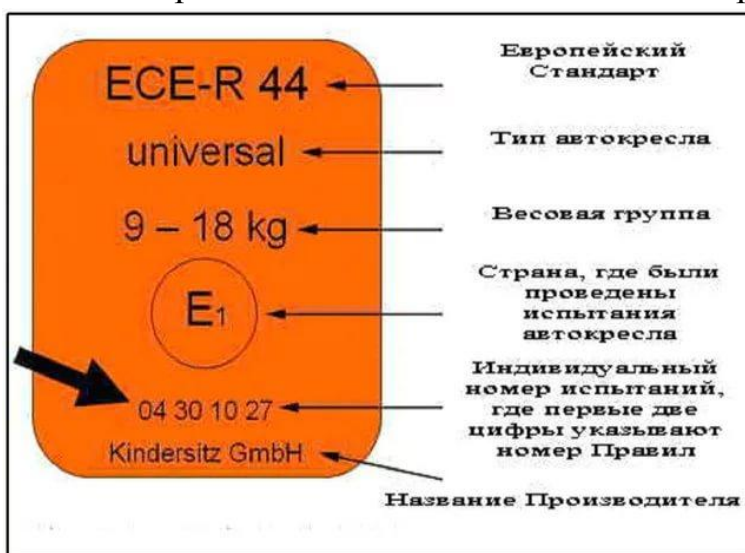 ECE-R 44
Европейский
Стандарт
universal
Тип автокресла
9 – 18 kg
Весовая группа
E1
Страна, где были
проведены
испытания
автокресла
04 30 10 27
Индивидуальный
номер испытаний,
где первые две
цифры указывают
номер Правил
Kindersitz GmbH
Название Производителя